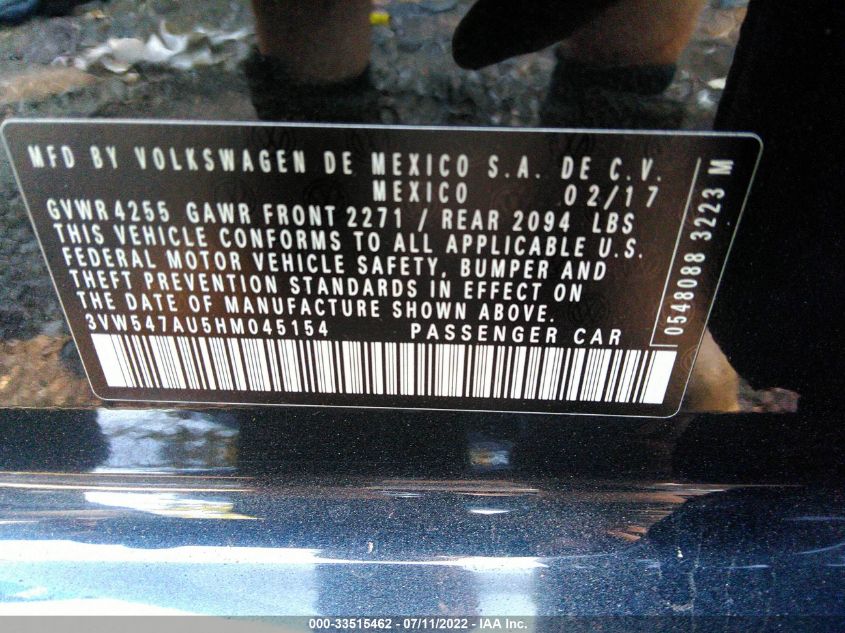 MFD BY VOLKSWAGEN DE MEXICO S.A. DE C.V.
MEXICO 02/17
GVWR 4255 GAWR FRONT 2271 / REAR 2094 LBS
THIS VEHICLE CONFORMS TO ALL APPLICABLE U.S.
FEDERAL MOTOR VEHICLE SAFETY, BUMPER AND
THEFT PREVENTION STANDARDS IN EFFECT ON
THE DATE OF MANUFACTURE SHOWN ABOVE.
3VW547AU5HM045154 PASSENGER CAR
0548088 3223 M
000-33515462 - 07/11/2022 - IAA Inc.